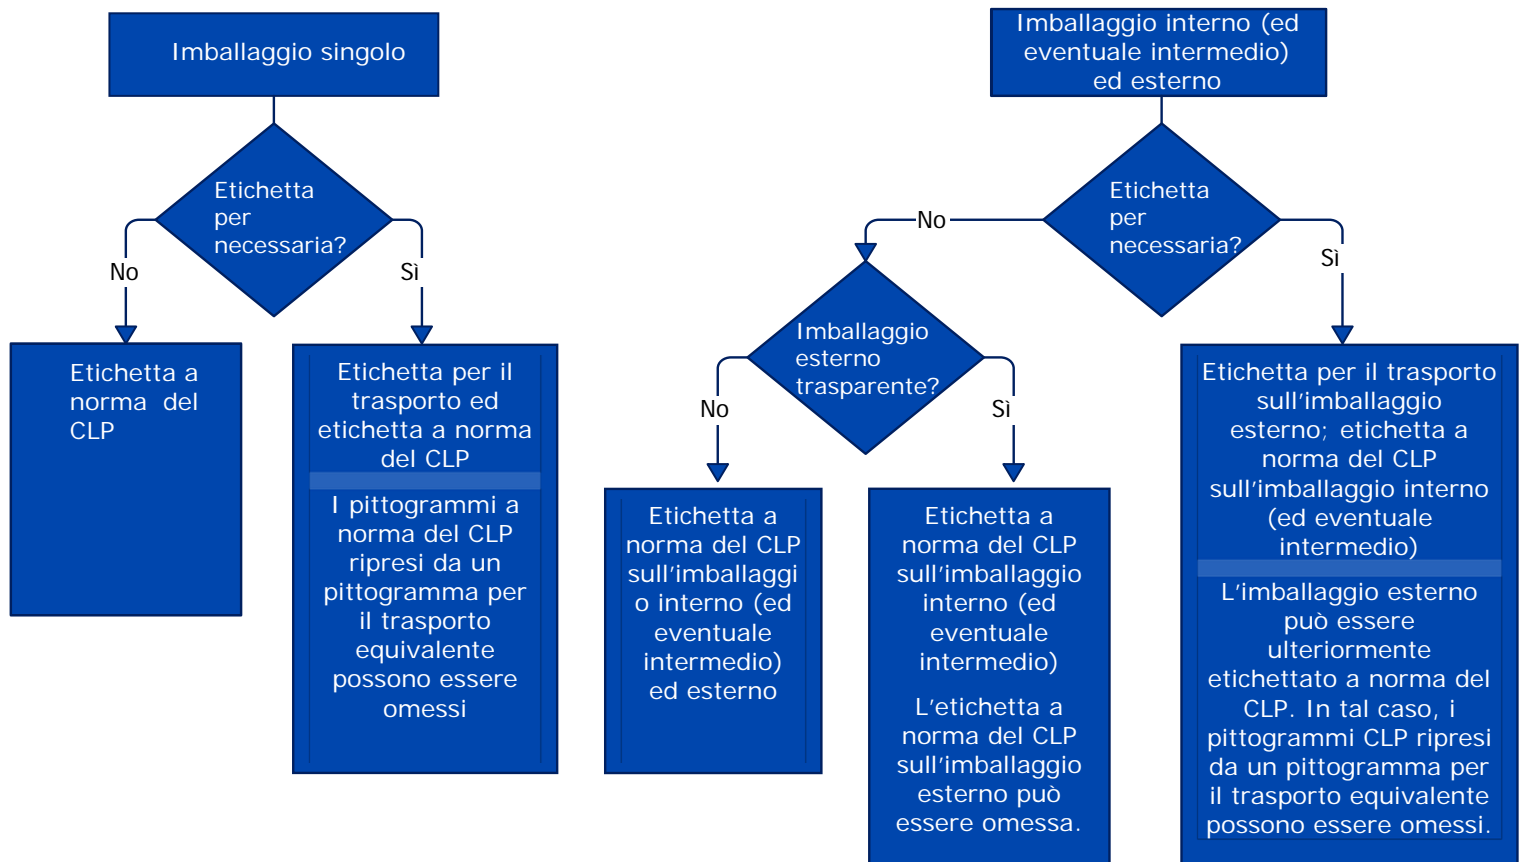 Imballaggio singolo
Etichetta
per
necessaria?
No
Sì
Etichetta a
norma del
CLP
Etichetta per il
trasporto ed
etichetta a norma
del CLP
I pittogrammi a
norma del CLP
ripresi da un
pittogramma per
il trasporto
equivalente
possono essere
omessi
Imballaggio interno (ed
eventuale intermedio)
ed esterno
Etichetta
per
necessaria?
No
Sì
Imballaggio
esterno
trasparente?
No
Sì
Etichetta a
norma del CLP
sull'imballaggi
o interno (ed
eventuale
intermedio)
ed esterno
Etichetta a
norma del CLP
sull'imballaggio
interno (ed
eventuale
intermedio)
L'etichetta a
norma del CLP
sull'imballaggio
esterno può
essere omessa.
Etichetta per il trasporto
sull'imballaggio
esterno; etichetta a
norma del CLP
sull'imballaggio interno
(ed eventuale
intermedio)
L'imballaggio esterno
può essere
ulteriormente
etichettato a norma del
CLP. In tal caso, i
pittogrammi CLP ripresi
da un pittogramma per
il trasporto equivalente
possono essere omessi.